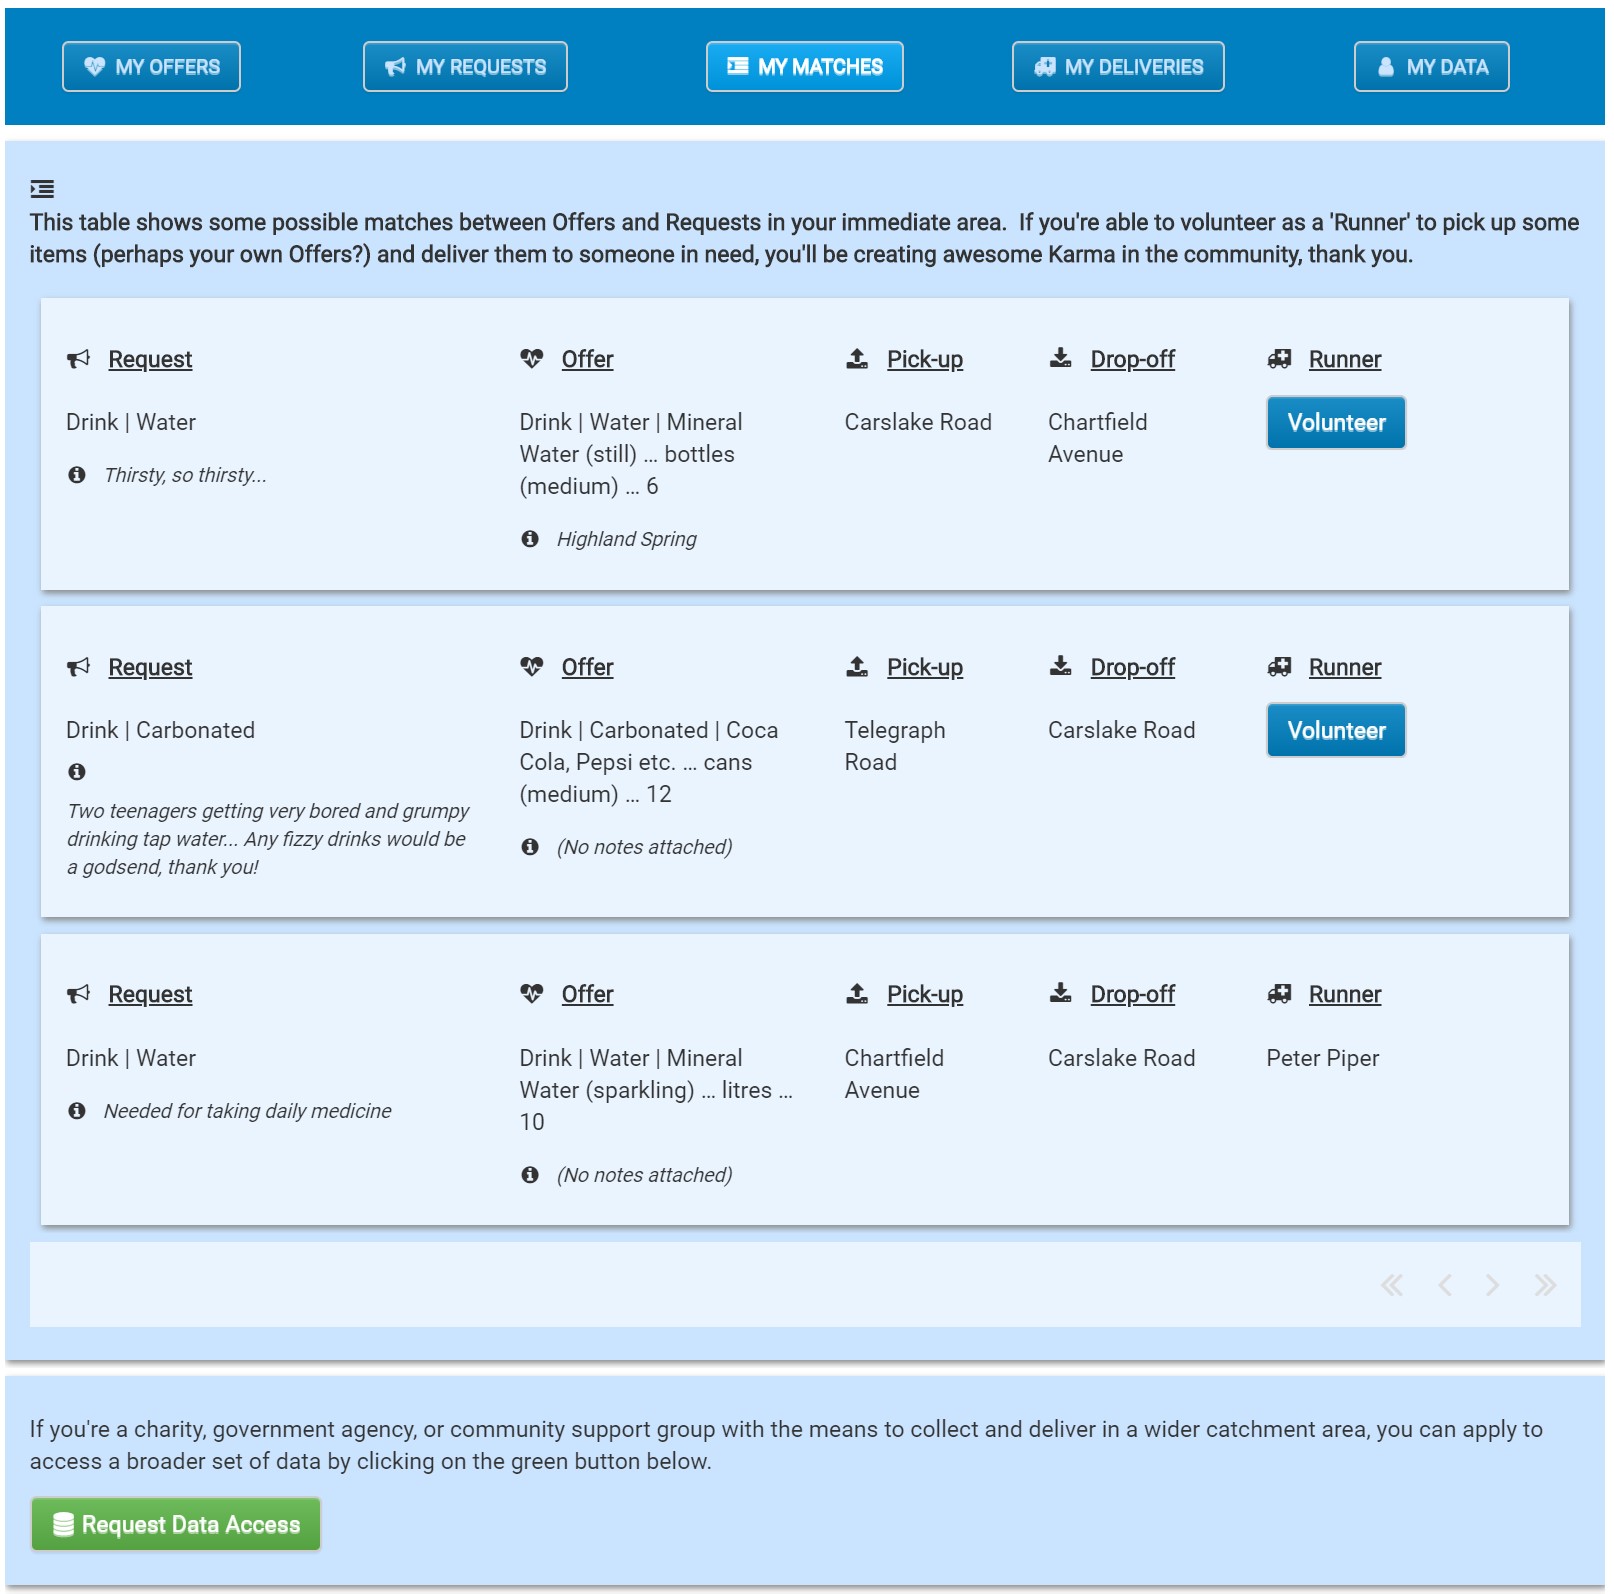 MY OFFERS MY REQUESTS MY MATCHES MY DELIVERIES MY DATA
This table shows some possible matches between Offers and Requests in your immediate area.  If you're able to volunteer as a 'Runner' to pick up some
items (perhaps your own Offers?) and deliver them to someone in need, you'll be creating awesome Karma in the community, thank you.
Request Offer Pick-up Drop-off Runner
Drink | Water Drink | Water | Mineral Carslake Road Chartfield Volunteer
Water (still) ... bottles Avenue
Thirsty, so thirsty... (medium) ... 6
Highland Spring
Request Offer Pick-up Drop-off Runner
Drink | Carbonated Drink | Carbonated | Coca Telegraph Carslake Road Volunteer
Cola, Pepsi etc. ... cans Road
(medium) ... 12
Two teenagers getting very bored and grumpy
drinking tap water... Any fizzy drinks would be (No notes attached)
a godsend, thank you!
Request Offer Pick-up Drop-off Runner
Drink | Water Drink | Water | Mineral Chartfield Carslake Road Peter Piper
Water (sparkling) ... litres ... Avenue
Needed for taking daily medicine 10
(No notes attached)
If you're a charity, government agency, or community support group with the means to collect and deliver in a wider catchment area, you can apply to
access a broader set of data by clicking on the green button below.
Request Data Access